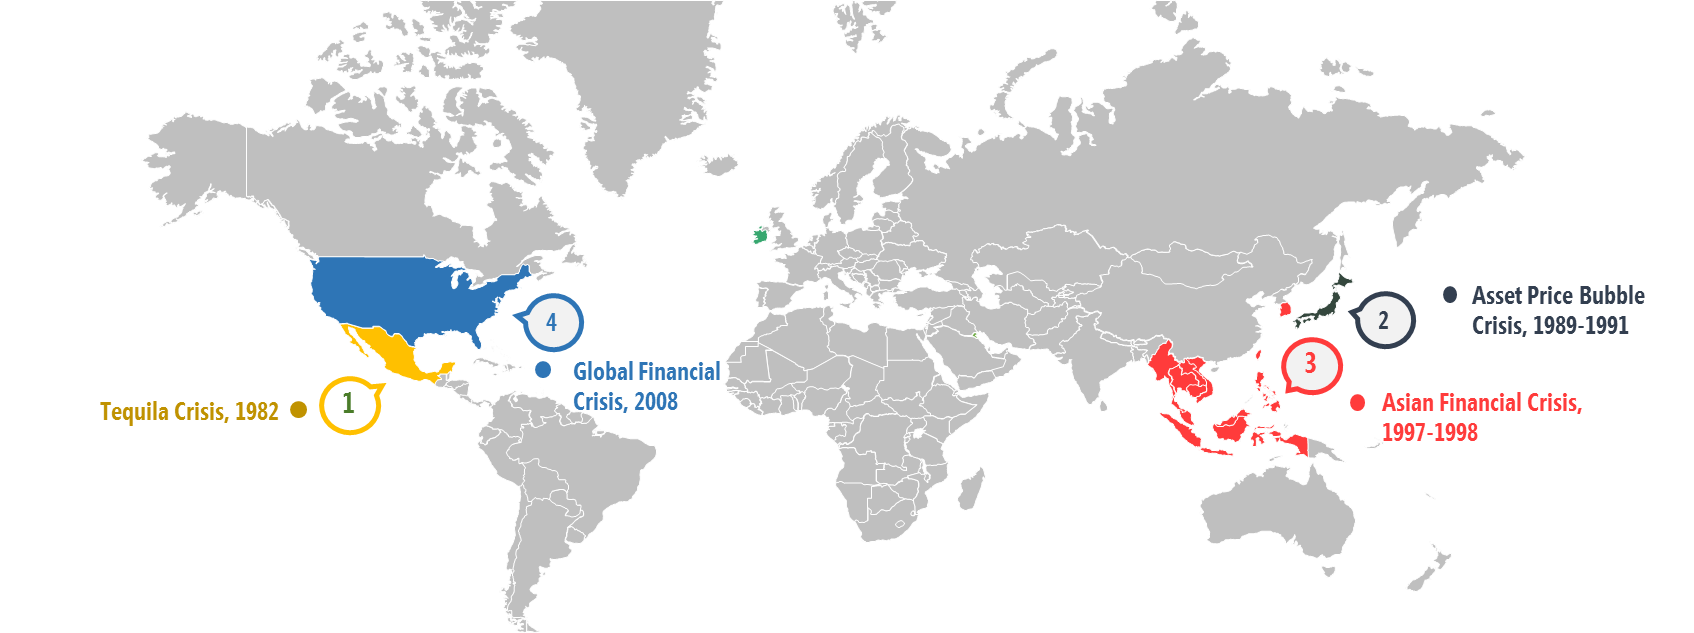 Asset Price Bubble
Crisis, 1989-1991
4
2
3
Global Financial
Crisis, 2008
1
Tequila Crisis, 1982
Asian Financial Crisis,
1997-1998